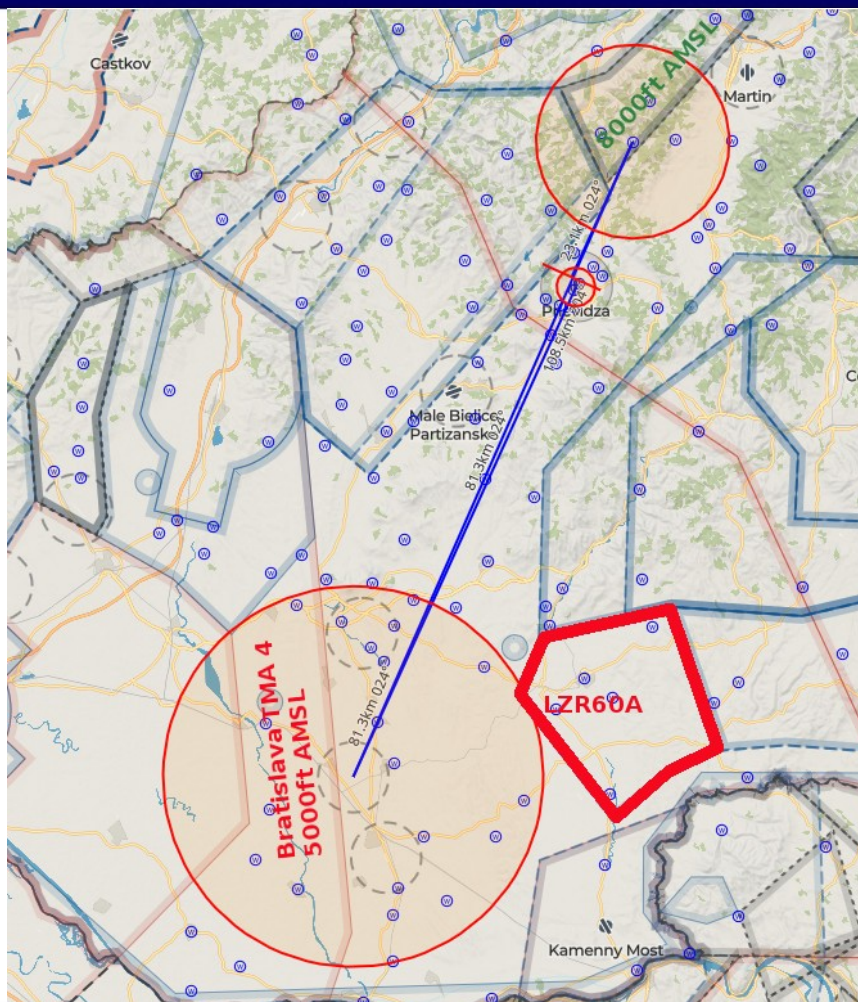 Castkov
Martin
8000ft AMSL
23.1km 024°
Prievidza
108.5km 024°
Male Bielice
Partizanske
81.3km 024°
81.3km 024°
Bratislava TMA 4
5000ft AMSL
LZR60A
Kamenny Most